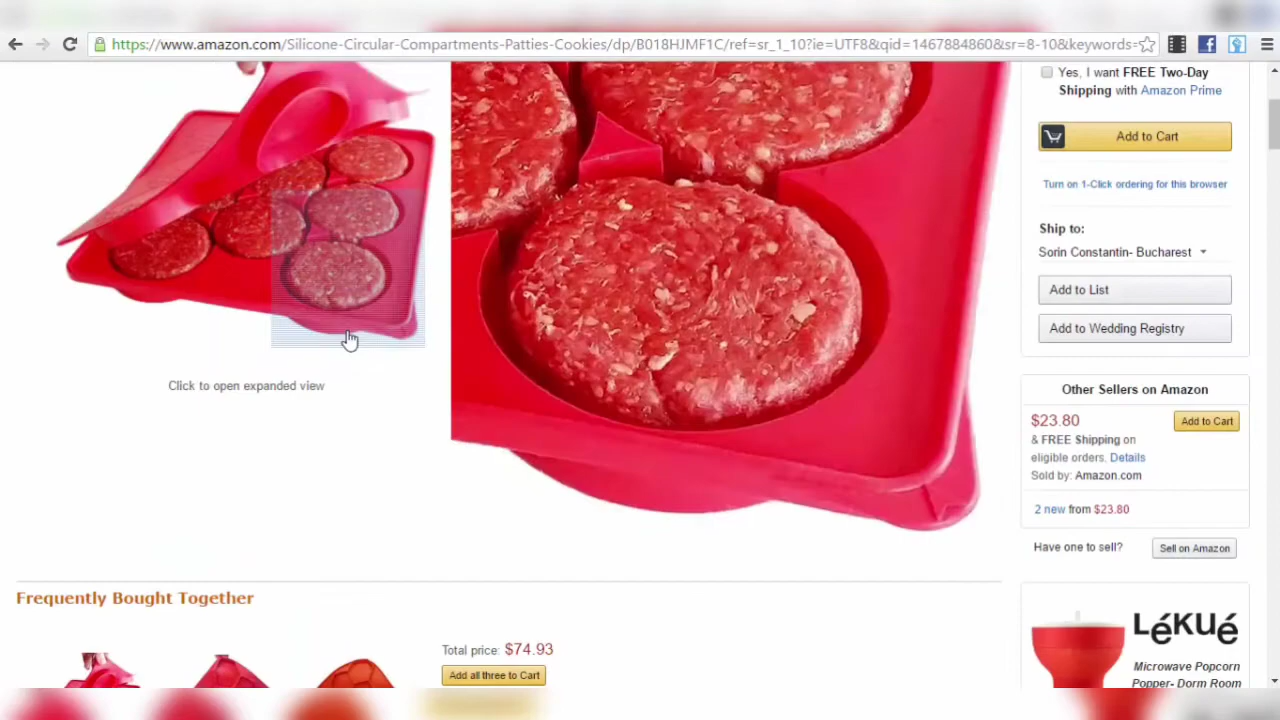 https://www.amazon.com/Silicone-Circular-Compartments-Patties-Cookies/dp/B018HJMF1C/ref=sr_1_10?ie=UTF8&qid=1467884860&sr=8-10&keywords=
Click to open expanded view
Yes, I want FREE Two-Day
Shipping with Amazon Prime
Add to Cart
Turn on 1-Click ordering for this browser
Ship to:
Sorin Constantin- Bucharest
Add to List
Add to Wedding Registry
Other Sellers on Amazon
$23.80
Add to Cart
& FREE Shipping on
eligible orders. Details
Sold by: Amazon.com
2 new from $23.80
Have one to sell?
Sell on Amazon
Frequently Bought Together
Total price: $74.93
Add all three to Cart
LéKué
Microwave Popcorn
Popper- Dorm Room